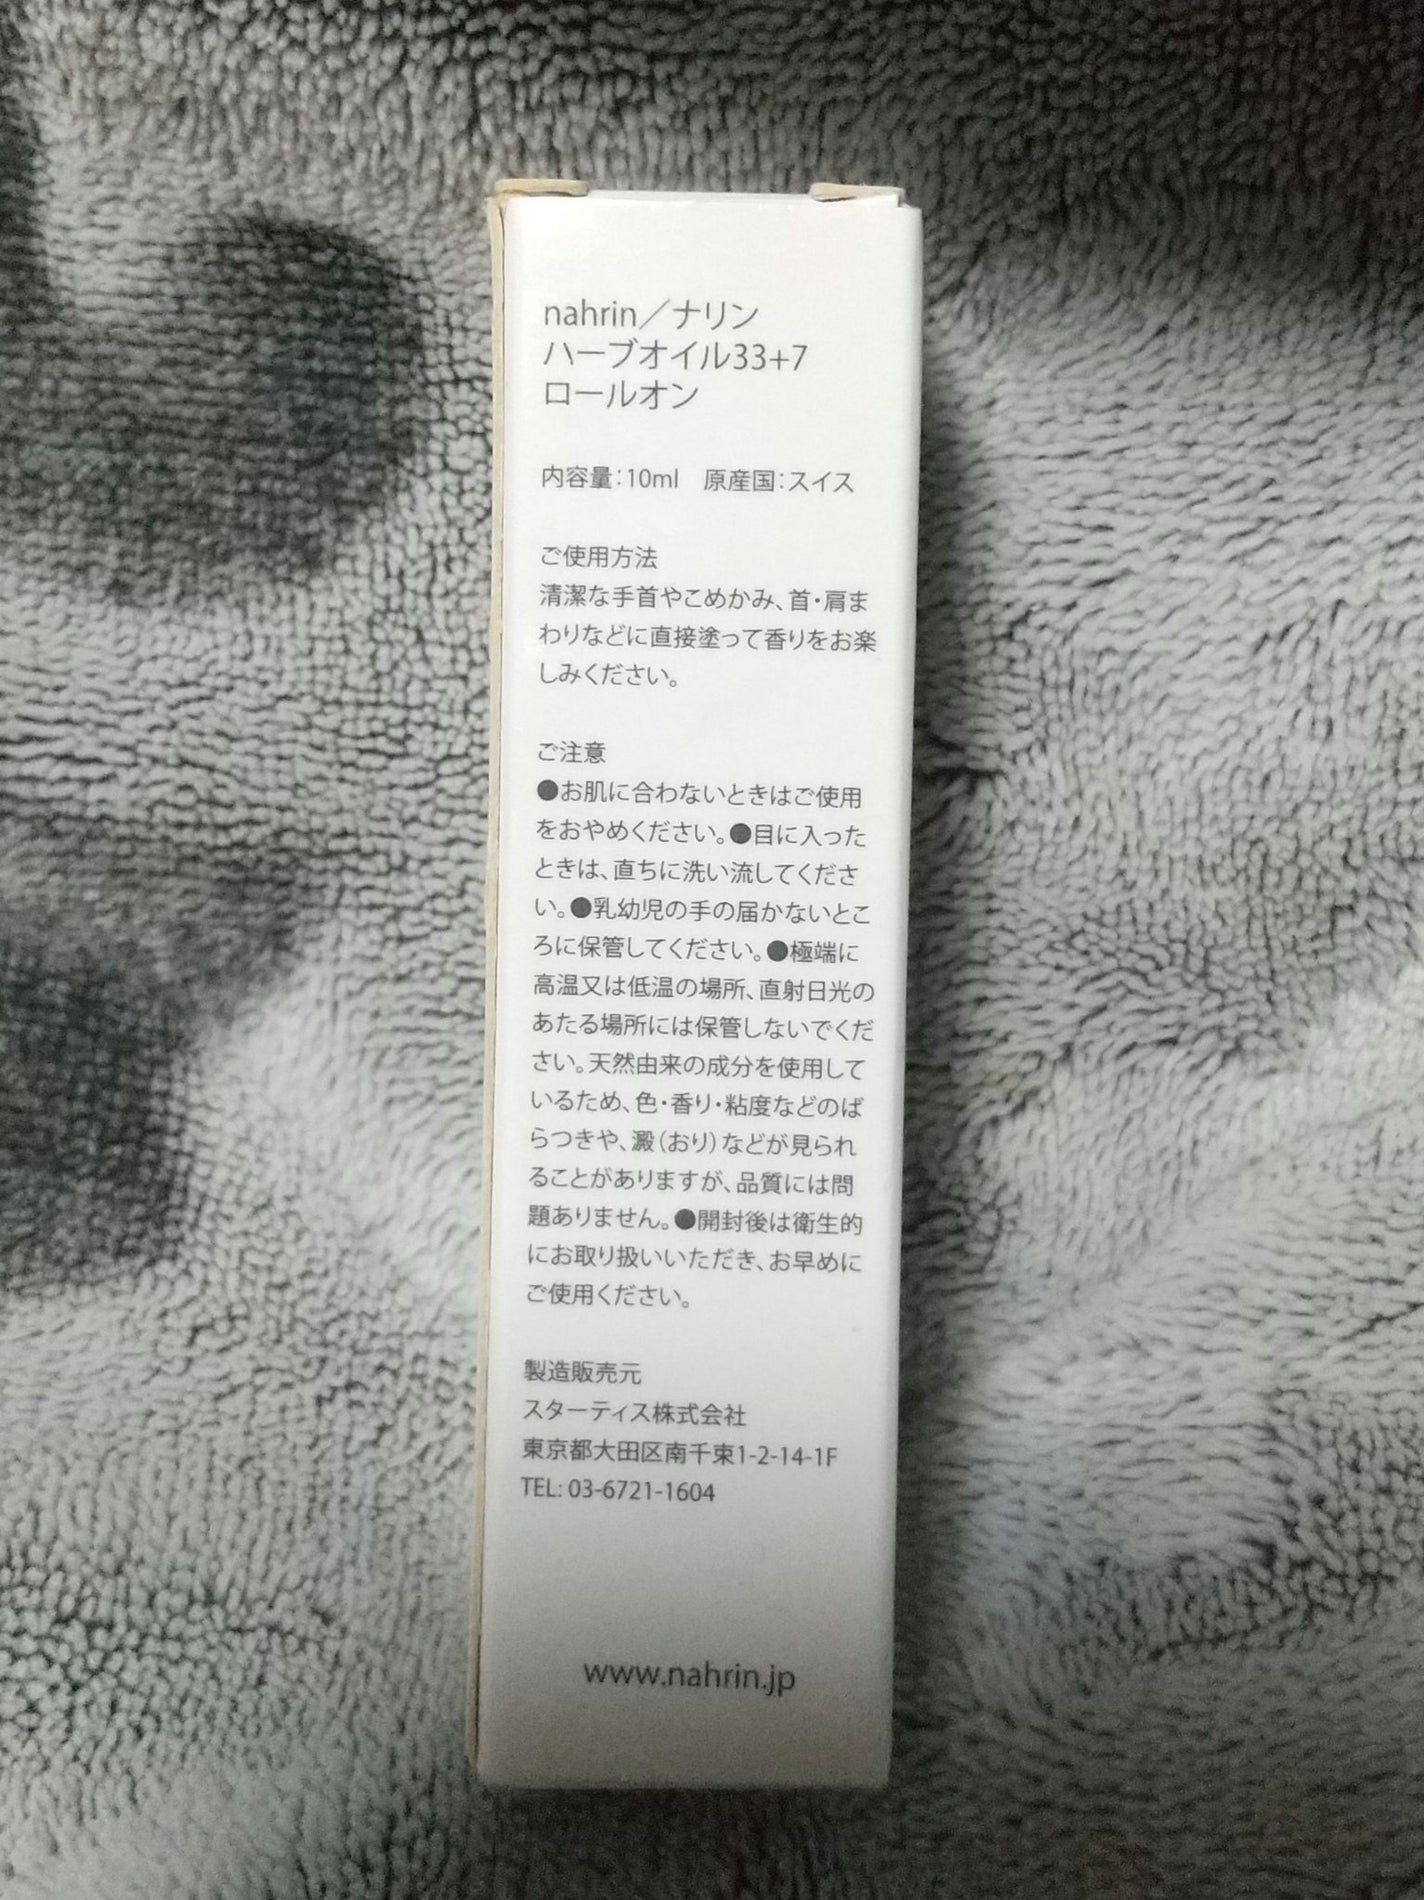 nahrin／ナリン
ハーブオイル33+7
ロールオン
内容量：10ml　原産国：スイス
ご使用方法
清潔な手首やこめかみ、首・肩ま
わりなどに直接塗って香りをお楽
しみください。
ご注意
●お肌に合わないときはご使用
をおやめください。●目に入った
ときは、直ちに洗い流してくださ
い。●乳幼児の手の届かないとこ
ろに保管してください。●極端に
高温又は低温の場所、直射日光の
あたる場所には保管しないでくだ
さい。天然由来の成分を使用して
いるため、色・香り・粘度などのば
らつきや、澱（おり）などが見られ
ることがありますが、品質には問
題ありません。●開封後は衛生的
にお取り扱いいただき、お早めに
ご使用ください。
製造販売元
スターティス株式会社
東京都大田区南千束1-2-14-1F
TEL: 03-6721-1604
www.nahrin.jp